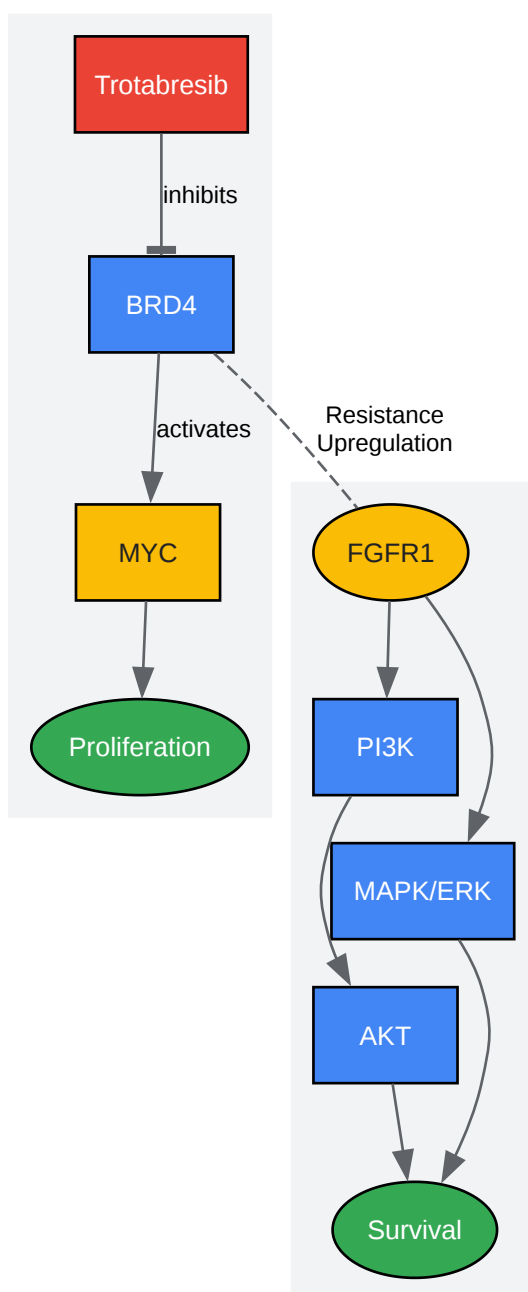 Trotabresib
inhibits
BRD4
activates
Resistance
Upregulation
MYC
FGFR1
Proliferation
PI3K
MAPK/ERK
AKT
Survival